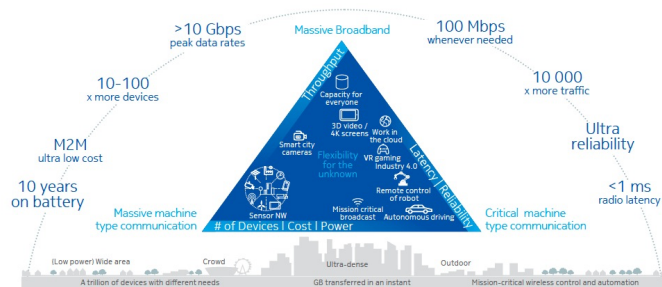 >10 Gbps
peak data rates
Massive Broadband
100 Mbps
whenever needed
10-100
x more devices
10 000
x more traffic
M2M
ultra low cost
Ultra
reliability
10 years
on battery
<1 ms
radio latency
Throughput
Capacity for
everyone
3D video /
4K screens
Work in
the cloud
Smart city
cameras
Flexibility
for the
unknown
VR gaming
Industry 4.0
Latency | Reliability
Remote control
of robot
Sensor NW
Mission critical
broadcast
Autonomous driving
Massive machine
type communication
# of Devices | Cost | Power
Critical machine
type communication
(Low power) Wide area
Crowd
Ultra-dense
Outdoor
A trillion of devices with different needs
GB transferred in an instant
Mission-critical wireless control and automation